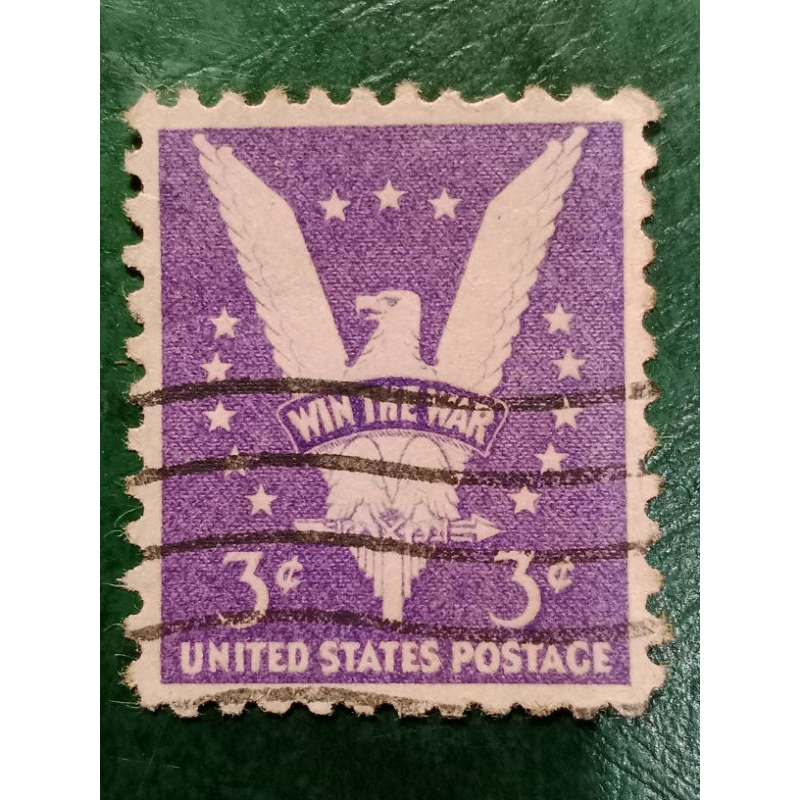 WIN THE WAR
3¢ 3¢
UNITED STATES POSTAGE